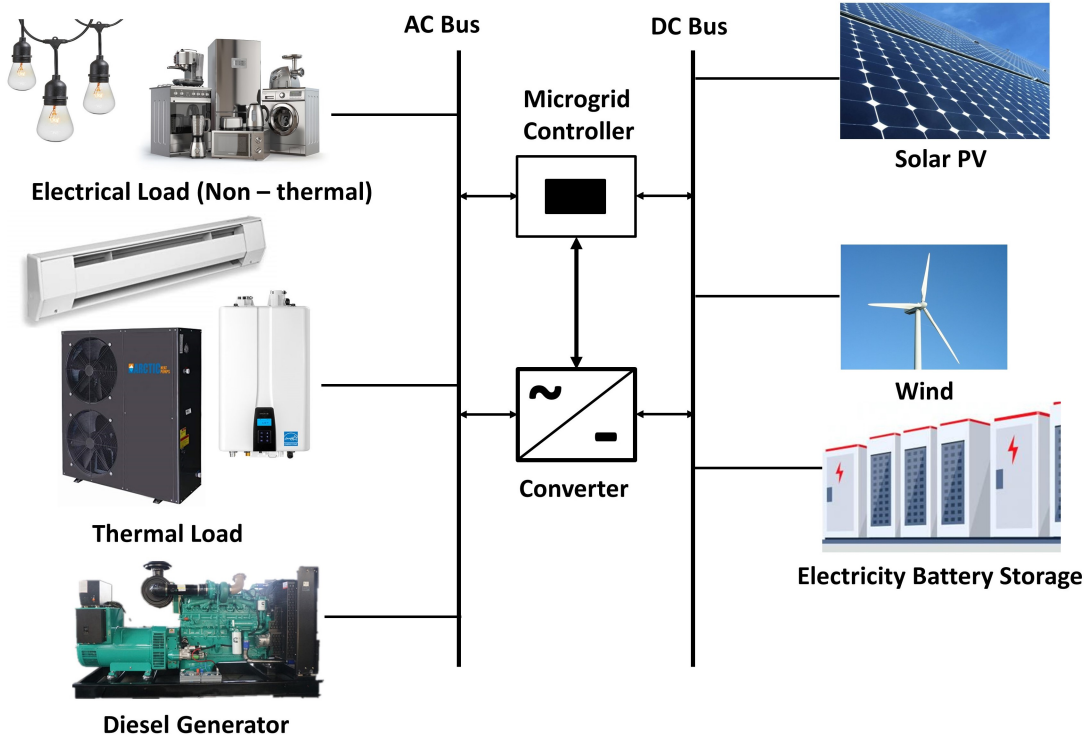 AC Bus
DC Bus
Microgrid
Controller
Solar PV
Electrical Load (Non – thermal)
Wind
Converter
Thermal Load
Electricity Battery Storage
Diesel Generator